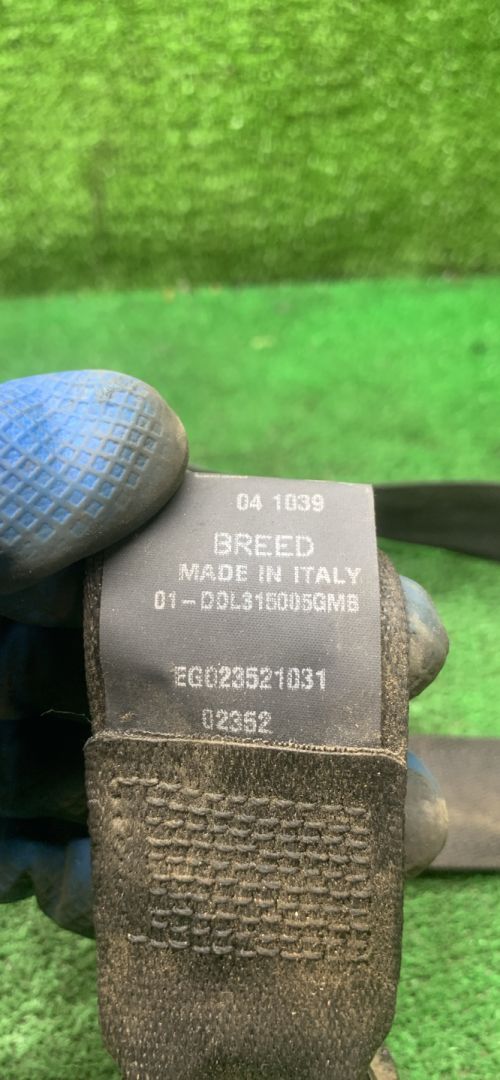 04 1039
BREED
MADE IN ITALY
01-DDL315005GMB
EG023521031
02352